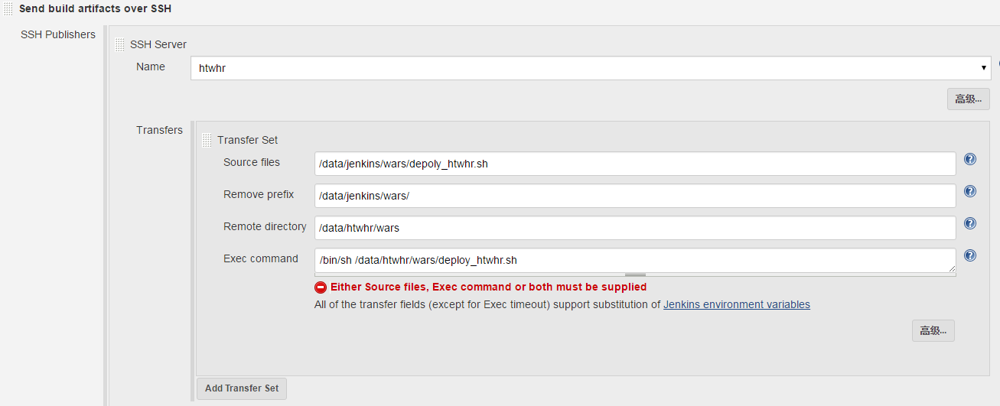 Send build artifacts over SSH
SSH Publishers
SSH Server
Name
htwhr
高级...
Transfers
Transfer Set
Source files
/data/jenkins/wars/depoly_htwhr.sh
Remove prefix
/data/jenkins/wars/
Remote directory
/data/htwhr/wars
Exec command
/bin/sh /data/htwhr/wars/deploy_htwhr.sh
Either Source files, Exec command or both must be supplied
All of the transfer fields (except for Exec timeout) support substitution of Jenkins environment variables
高级...
Add Transfer Set